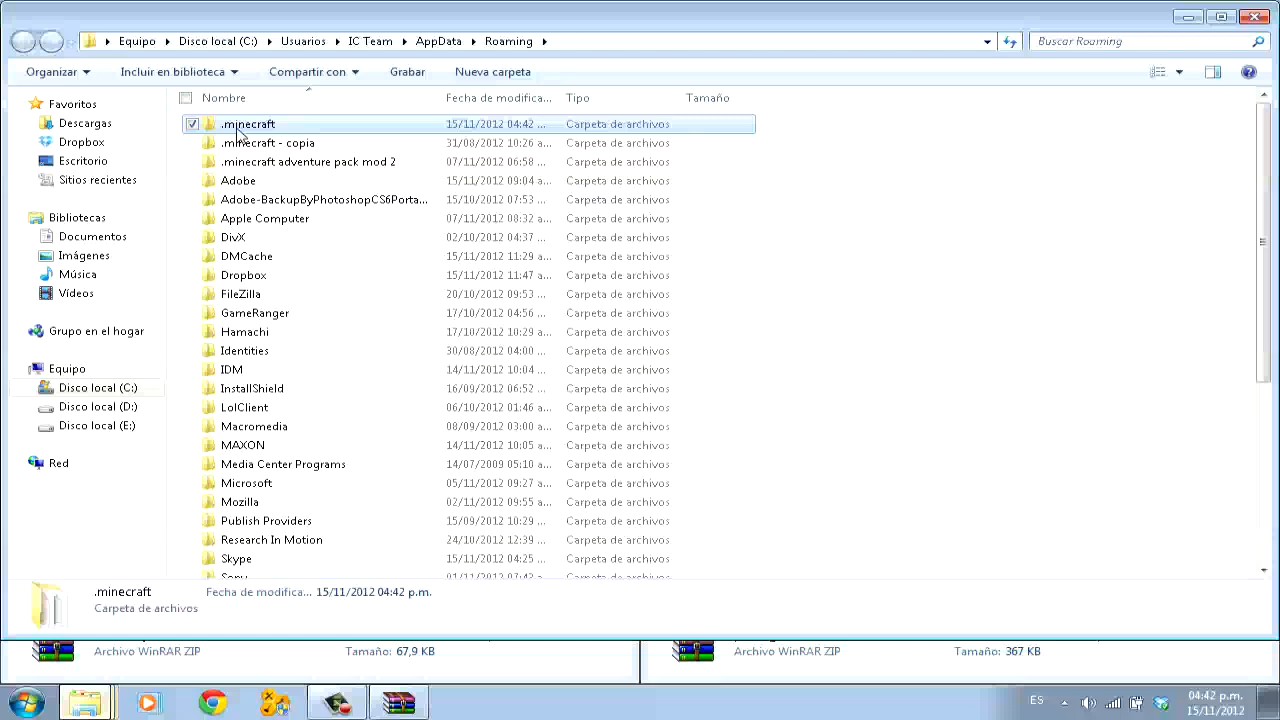 Equipo Disco local (C:) Usuarios IC Team AppData Roaming
Buscar Roaming
Organizar Incluir en biblioteca Compartir con Grabar Nueva carpeta
Nombre Fecha de modifica... Tipo Tamaño
Favoritos
Descargas
Dropbox
Escritorio
Sitios recientes
Bibliotecas
Documentos
Imágenes
Música
Vídeos
Grupo en el hogar
Equipo
Disco local (C:)
Disco local (D:)
Disco local (E:)
Red
.minecraft 15/11/2012 04:42 ... Carpeta de archivos
.minecraft - copia 31/08/2012 10:26 a... Carpeta de archivos
.minecraft adventure pack mod 2 07/11/2012 06:58 ... Carpeta de archivos
Adobe 15/11/2012 09:04 a... Carpeta de archivos
Adobe-BackupByPhotoshopCS6Porta... 15/10/2012 07:53 ... Carpeta de archivos
Apple Computer 07/11/2012 08:32 a... Carpeta de archivos
DivX 02/10/2012 04:37 ... Carpeta de archivos
DMCache 15/11/2012 11:29 a... Carpeta de archivos
Dropbox 15/11/2012 11:47 a... Carpeta de archivos
FileZilla 20/10/2012 09:53 ... Carpeta de archivos
GameRanger 17/10/2012 04:56 ... Carpeta de archivos
Hamachi 17/10/2012 10:29 ... Carpeta de archivos
Identities 30/08/2012 04:00 ... Carpeta de archivos
IDM 14/11/2012 10:04 ... Carpeta de archivos
InstallShield 16/09/2012 06:52 ... Carpeta de archivos
LolClient 06/10/2012 01:46 a... Carpeta de archivos
Macromedia 08/09/2012 03:00 a... Carpeta de archivos
MAXON 14/11/2012 10:05 a... Carpeta de archivos
Media Center Programs 14/07/2009 05:10 a... Carpeta de archivos
Microsoft 05/11/2012 09:27 a... Carpeta de archivos
Mozilla 02/11/2012 09:55 a... Carpeta de archivos
Publish Providers 15/09/2012 10:29 ... Carpeta de archivos
Research In Motion 24/10/2012 12:39 ... Carpeta de archivos
Skype 15/11/2012 04:25 ... Carpeta de archivos
Sony 01/11/2012 07:43 a... Carpeta de archivos
.minecraft Fecha de modifica... 15/11/2012 04:42 p.m.
Carpeta de archivos
Archivo WinRAR ZIP Tamaño: 67,9 KB
Archivo WinRAR ZIP Tamaño: 367 KB
ES
04:42 p.m.
15/11/2012